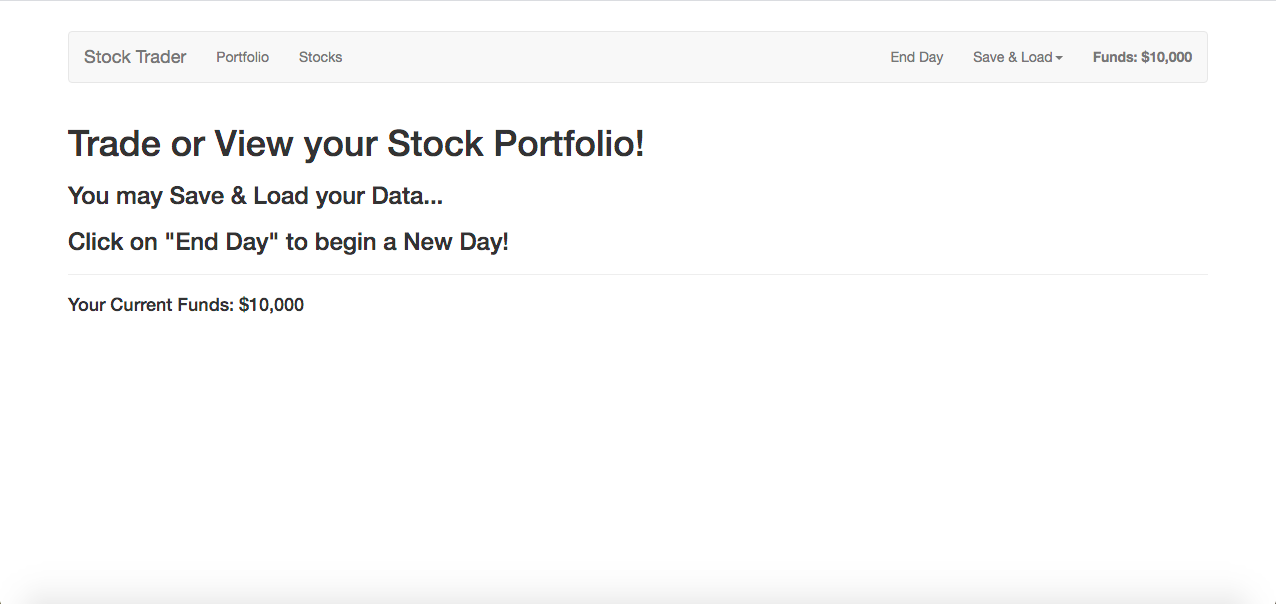 Stock Trader Portfolio Stocks End Day Save & Load Funds: $10,000
Trade or View your Stock Portfolio!
You may Save & Load your Data...
Click on "End Day" to begin a New Day!
Your Current Funds: $10,000